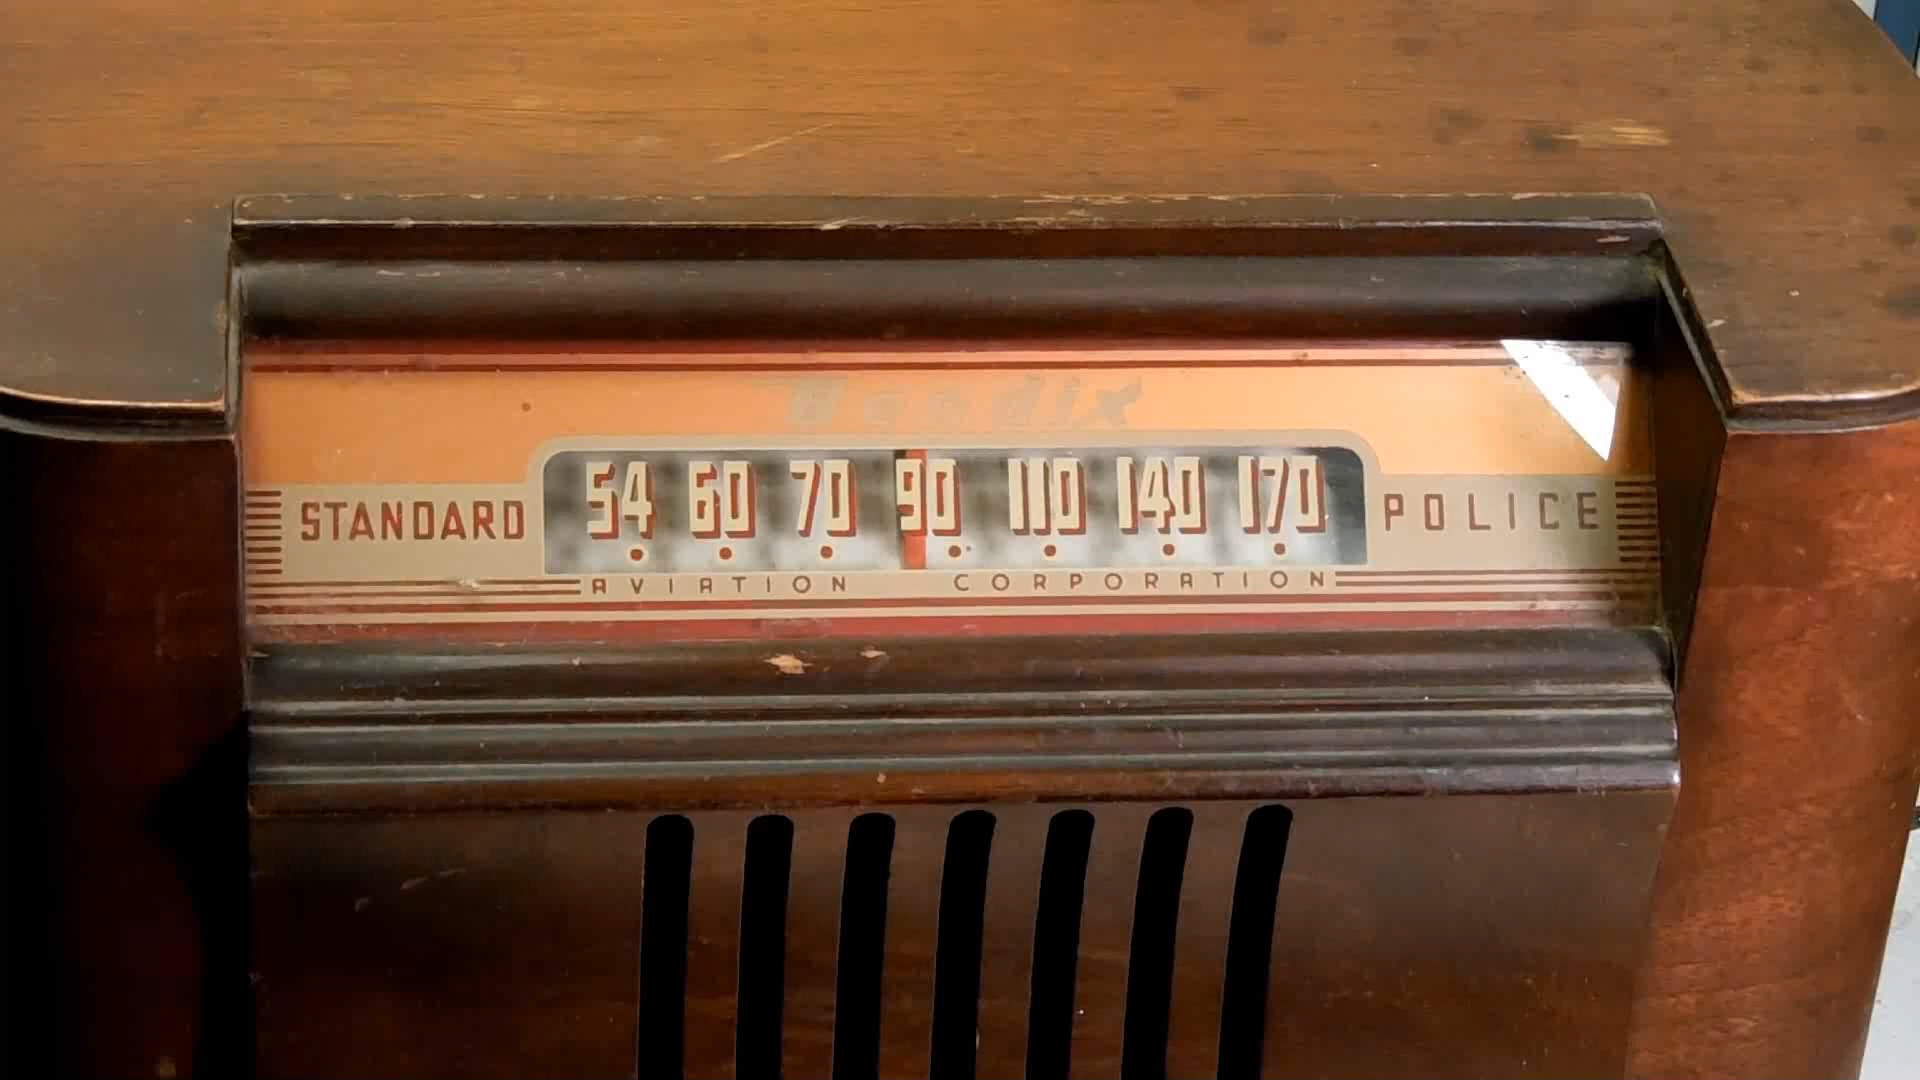 Bendix
STANDARD 54 60 70 90 110 140 170 POLICE
AVIATION CORPORATION